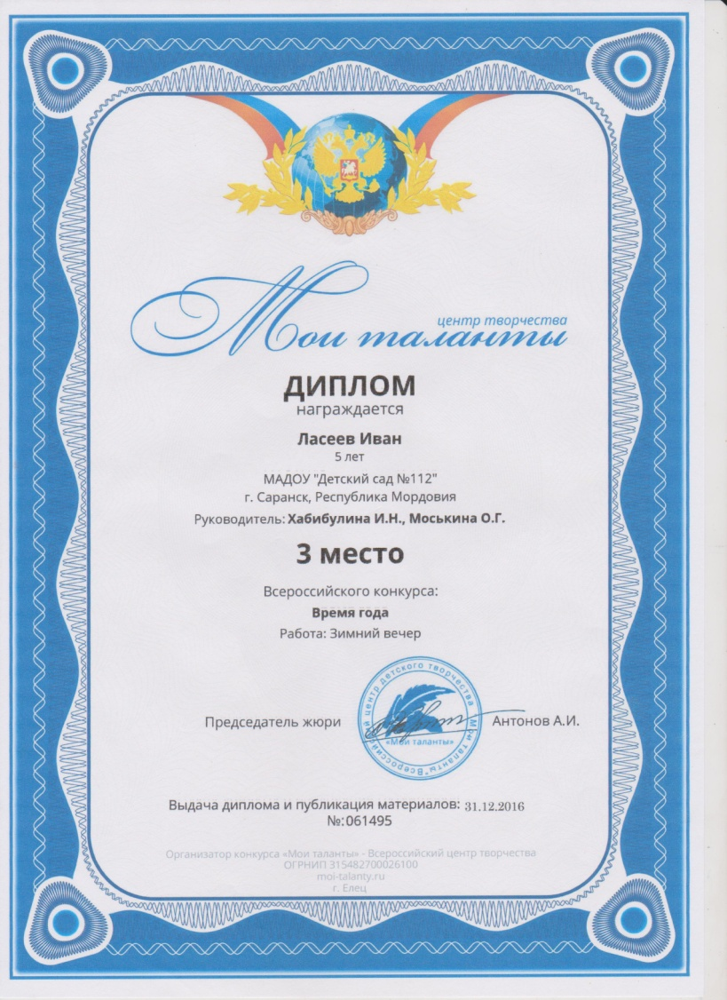 центр творчества
Мои таланты
ДИПЛОМ
награждается
Ласеев Иван
5 лет
МАДОУ "Детский сад №112"
г. Саранск, Республика Мордовия
Руководитель: Хабибулина И.Н., Моськина О.Г.
3 место
Всероссийского конкурса:
Время года
Работа: Зимний вечер
Всероссийский центр детского творчества "Мои таланты"
«Мои таланты»
Председатель жюри Антонов А.И.
Выдача диплома и публикация материалов: 31.12.2016
№:061495
Организатор конкурса «Мои таланты» - Всероссийский центр творчества
ОГРНИП 315482700026100
moi-talanty.ru
г. Елец